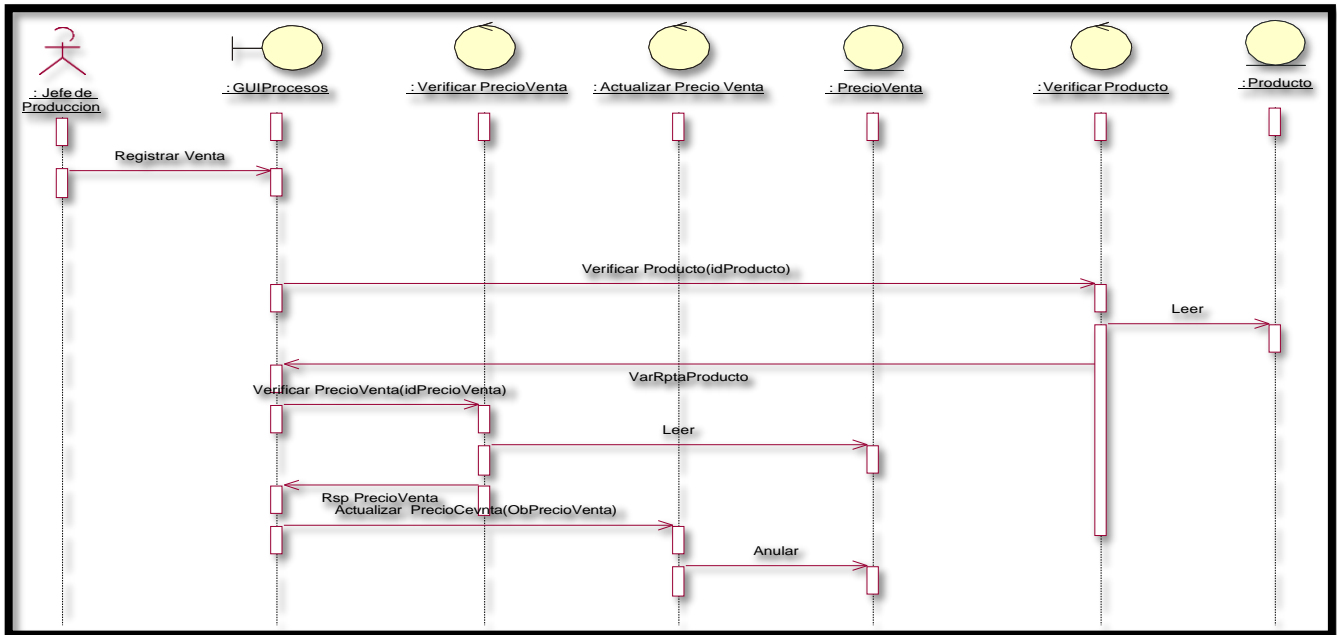 : Jefe de
Produccion
: GUIProcesos
: Verificar PrecioVenta
: Actualizar Precio Venta
: PrecioVenta
: Verificar Producto
: Producto
Registrar Venta
Verificar Producto(idProducto)
Leer
VarRptaProducto
Verificar PrecioVenta(idPrecioVenta)
Leer
Rsp PrecioVenta
Actualizar PrecioCevnta(ObPrecioVenta)
Anular